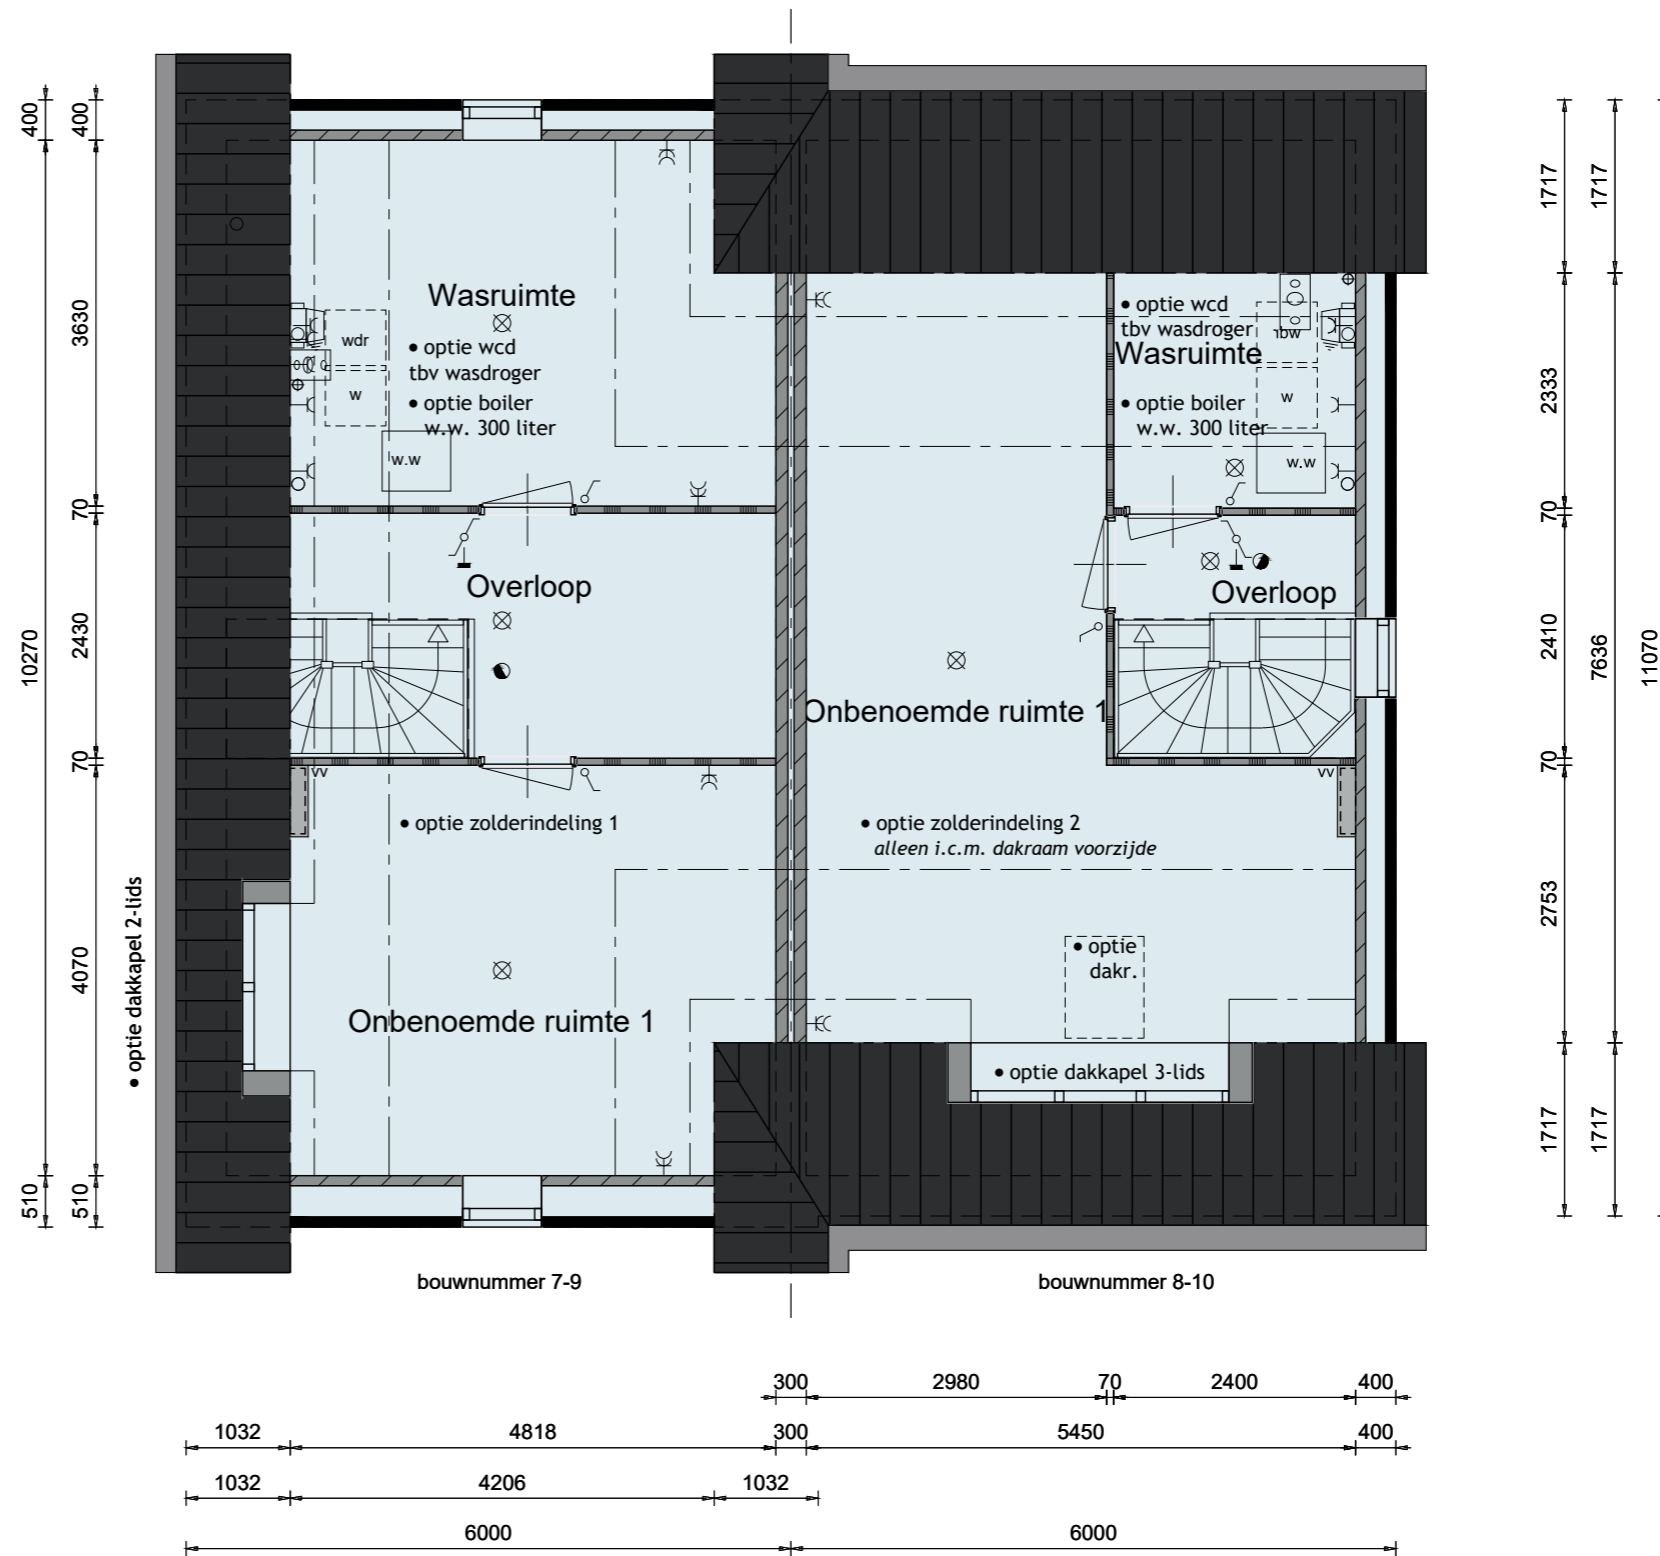 400
400
1717
1717
3630
Wasruimte
wdr
• optie wcd
tbv wasdroger
w
• optie boiler
w.w. 300 liter
w.w
• optie wcd
tbv wasdroger
Wasruimte
w
• optie boiler
w.w. 300 liter
w.w
2333
70
70
10270
2430
Overloop
Overloop
2410
7636
11070
Onbenoemde ruimte 1
70
70
vv
vv
• optie zolderindeling 1
• optie zolderindeling 2
alleen i.c.m. dakraam voorzijde
• optie dakkapel 2-lids
4070
2753
• optie
dakr.
Onbenoemde ruimte 1
• optie dakkapel 3-lids
1717
1717
510
510
bouwnummer 7-9
bouwnummer 8-10
300 2980 70 2400 400
1032 4818 300 5450 400
1032 4206 1032
6000 6000